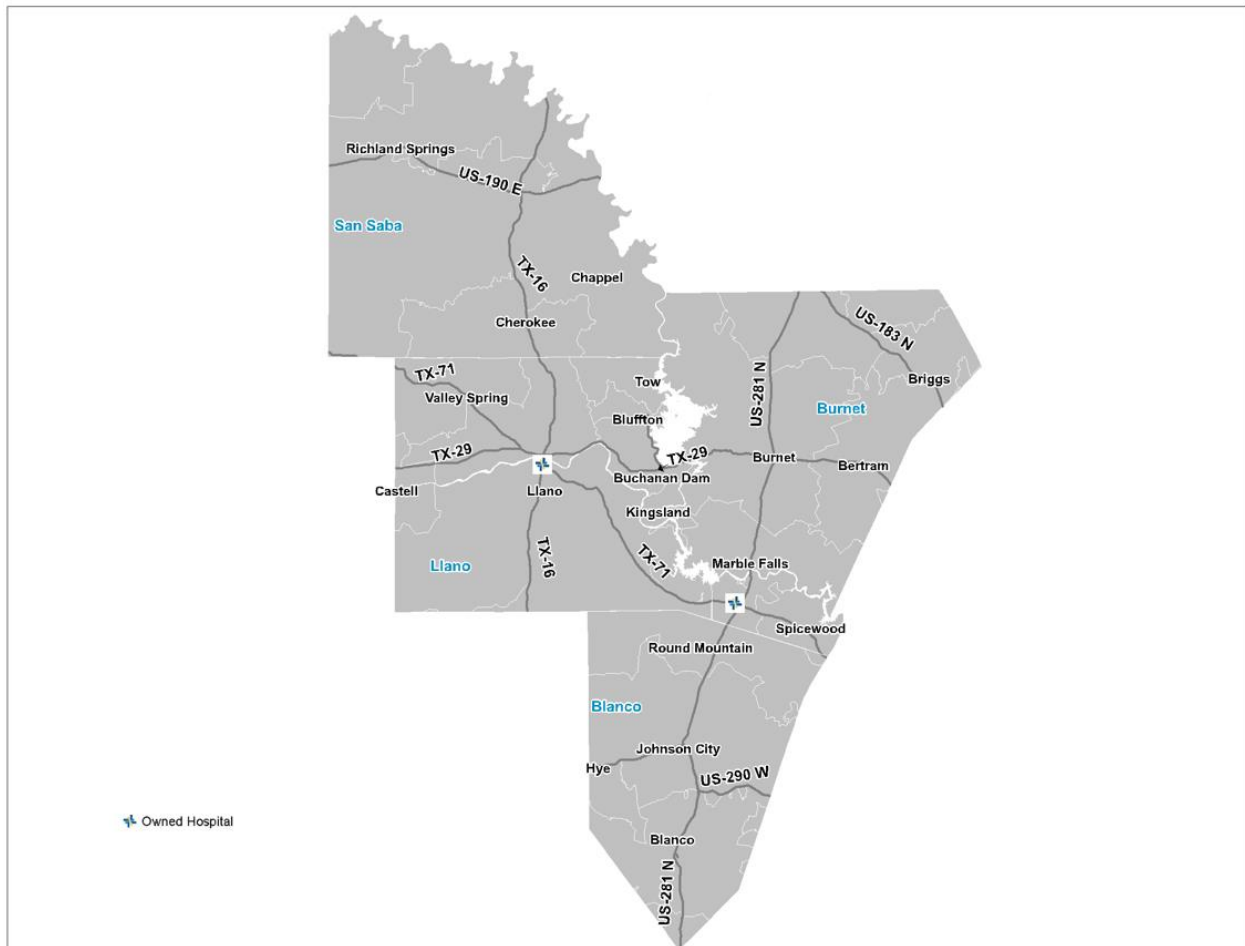 Richland Springs
US-190 E
San Saba
TX-16
Chappel
Cherokee
US-183 N
TX-71
Tow
US-281 N
Briggs
Valley Spring
Burnet
Bluffton
TX-29
TX-29
Burnet
Bertram
Buchanan Dam
Castell
Llano
Kingsland
TX-16
TX-71
Marble Falls
Llano
Spicewood
Round Mountain
Blanco
Johnson City
Hye
US-290 W
Owned Hospital
Blanco
US-281 N